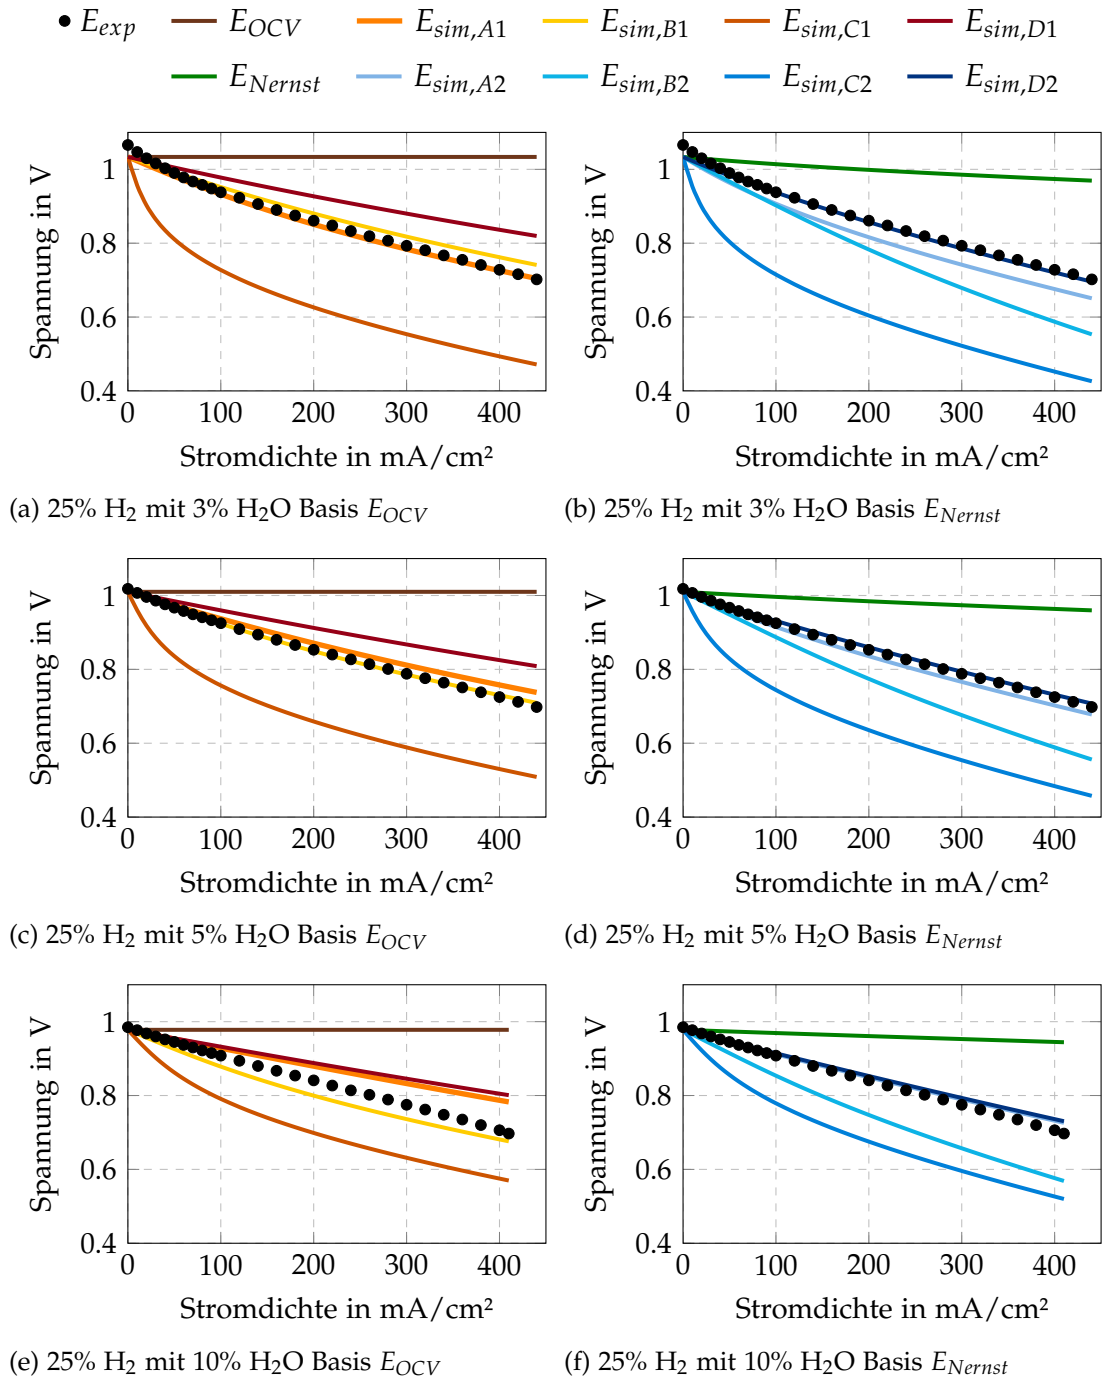 E_exp E_OCV E_sim,A1 E_sim,B1 E_sim,C1 E_sim,D1
E_Nernst E_sim,A2 E_sim,B2 E_sim,C2 E_sim,D2
Spannung in V
1
0.8
0.6
0.4
0 100 200 300 400
Stromdichte in mA/cm²
(a) 25% H₂ mit 3% H₂O Basis E_OCV
Spannung in V
1
0.8
0.6
0.4
0 100 200 300 400
Stromdichte in mA/cm²
(b) 25% H₂ mit 3% H₂O Basis E_Nernst
Spannung in V
1
0.8
0.6
0.4
0 100 200 300 400
Stromdichte in mA/cm²
(c) 25% H₂ mit 5% H₂O Basis E_OCV
Spannung in V
1
0.8
0.6
0.4
0 100 200 300 400
Stromdichte in mA/cm²
(d) 25% H₂ mit 5% H₂O Basis E_Nernst
Spannung in V
1
0.8
0.6
0.4
0 100 200 300 400
Stromdichte in mA/cm²
(e) 25% H₂ mit 10% H₂O Basis E_OCV
Spannung in V
1
0.8
0.6
0.4
0 100 200 300 400
Stromdichte in mA/cm²
(f) 25% H₂ mit 10% H₂O Basis E_Nernst